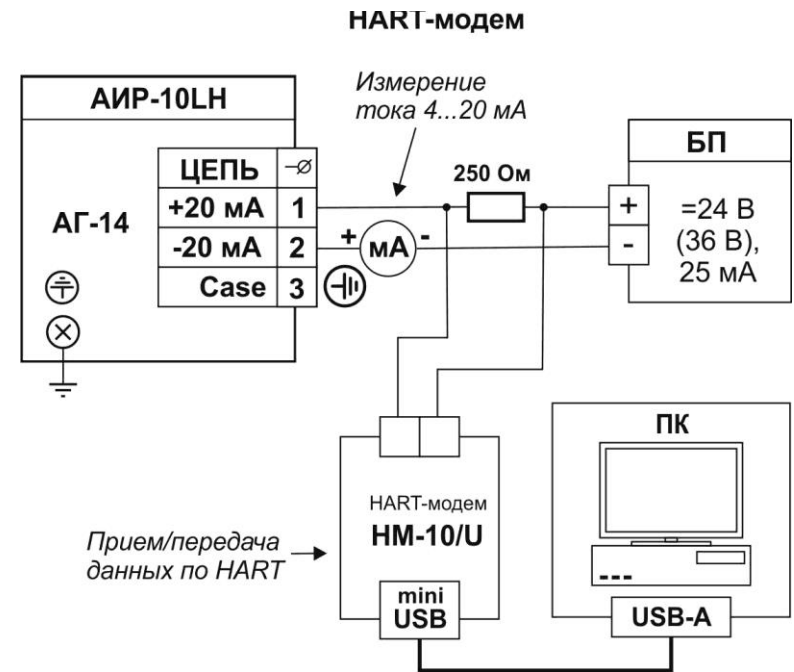 HART-модем
АИР-10LH
АГ-14
ЦЕПЬ
+20 мА 1
-20 мА 2
Case 3
Измерение
тока 4...20 мА
250 Ом
+ мА -
БП
+
-
=24 В
(36 В),
25 мА
HART-модем
HM-10/U
mini
USB
Прием/передача
данных по HART
ПК
USB-A